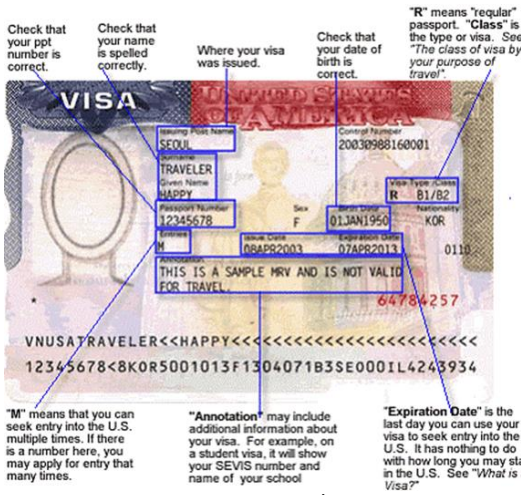 Check that
your ppt
number is
correct.
Check that
your name
is spelled
correctly.
Where your visa
was issued.
Check that
your date of
birth is
correct.
"R" means "regular"
passport. "Class" is
the type or visa. See
"The class of visa by
your purpose of
travel".
VISA
UNITED STATES
OF AMERICA
Issuing Post Name
SEOUL
Control Number
20030988160001
Surname
TRAVELER
Given Name
HAPPY
Visa Type /Class
R B1/B2
Passport Number
12345678
Sex
F
Birth Date
01JAN1950
Nationality
KOR
Entries
M
Issue Date
08APR2003
Expiration Date
07APR2013
0110
Annotation
THIS IS A SAMPLE MRV AND IS NOT VALID
FOR TRAVEL.
*
64784257
VNUSATRAVELER<<HAPPY<<<<<<<<<<<<<<<<<<<<<<<<
12345678<8KOR5001013F1304071B3SE000IL4243934
"M" means that you can
seek entry into the U.S.
multiple times. If there
is a number here, you
may apply for entry that
many times.
"Annotation" may include
additional information about
your visa. For example, on
a student visa, it will show
your SEVIS number and
name of your school
"Expiration Date" is the
last day you can use your
visa to seek entry into the
U.S. It has nothing to do
with how long you may sta
in the U.S. See "What is
Visa?"